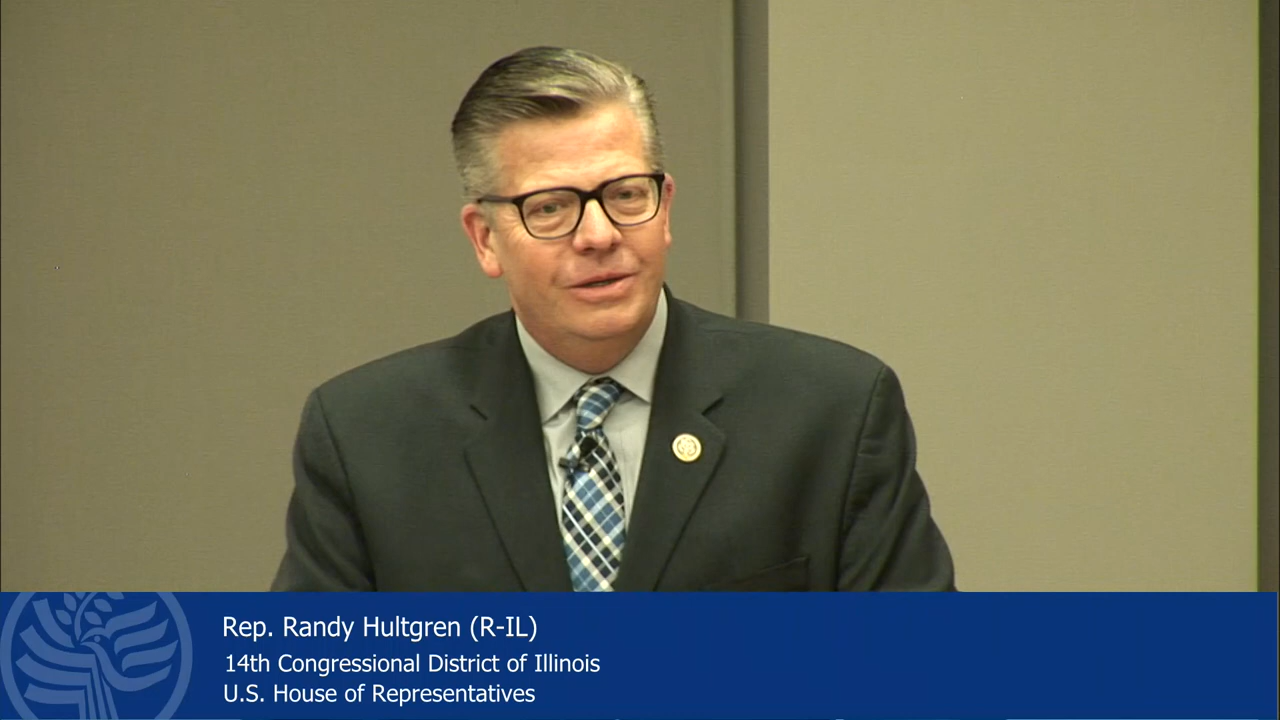 Rep. Randy Hultgren (R-IL)
14th Congressional District of Illinois
U.S. House of Representatives